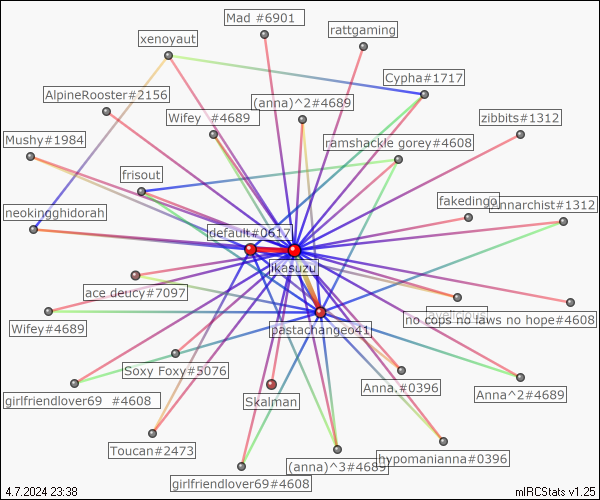 Mad #6901
rattgaming
xenoyaut
Cypha#1717
AlpineRooster#2156
(anna)^2#4689
Wifey  #4689
zibbits#1312
Mushy#1984
ramshackle gorey#4608
frisout
fakedingo
Annarchist#1312
neokingghidorah
default#0617
ikasuzu
ace deucy#7097
avelicious
no cops no laws no hope#4608
Wifey#4689
pastachangeo41
Soxy Foxy#5076
Anna.#0396
Anna^2#4689
girlfriendlover69  #4608
Skalman
Toucan#2473
hypomanianna#0396
(anna)^3#4689
girlfriendlover69#4608
4.7.2024 23:38
mIRCStats v1.25